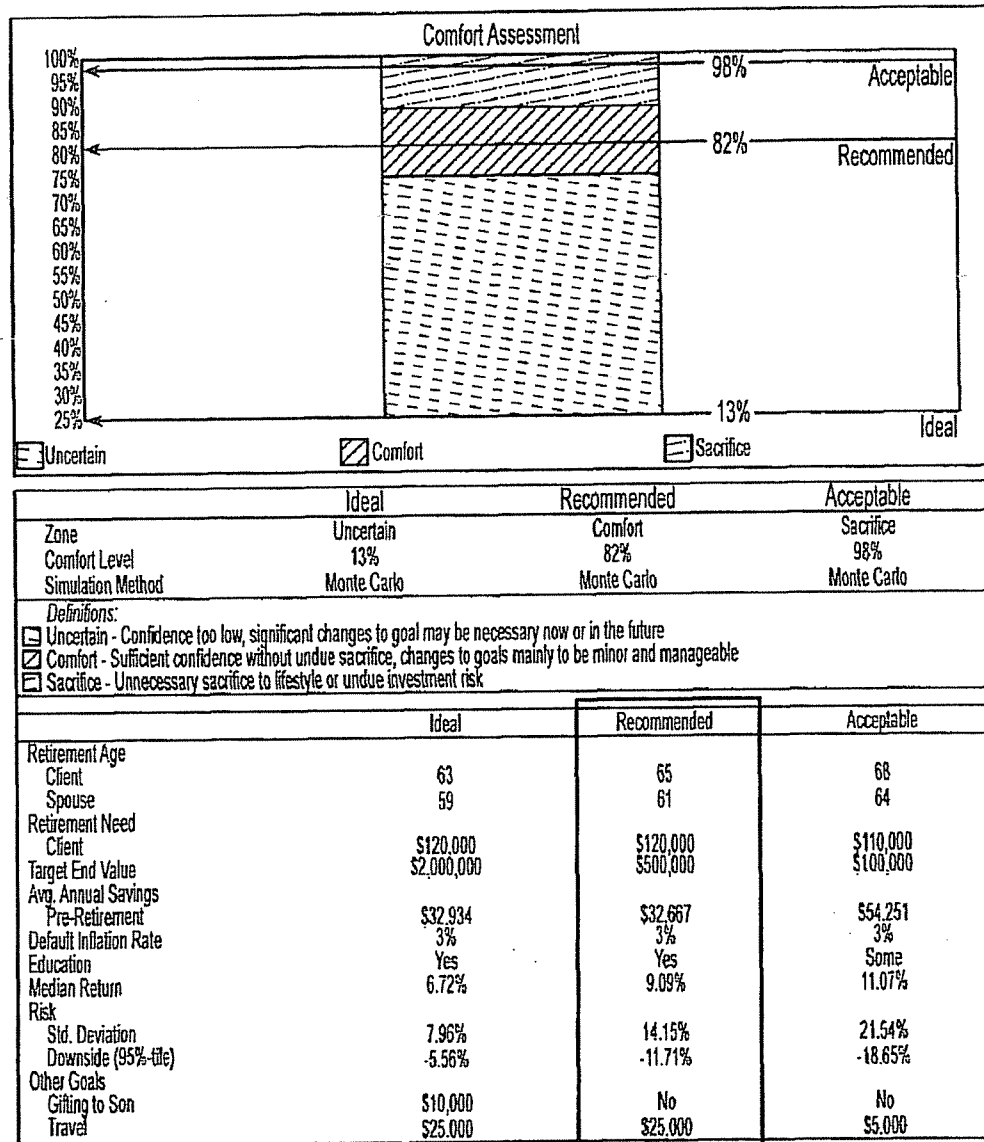 Comfort Assessment
100%
98%
Acceptable
95%
90%
85%
82%
80%
Recommended
75%
70%
65%
60%
55%
50%
45%
40%
35%
30%
25%
13%
Ideal
Uncertain Comfort Sacrifice
Ideal Recommended Acceptable
Zone Uncertain Comfort Sacrifice
Comfort Level 13% 82% 98%
Simulation Method Monte Carlo Monte Carlo Monte Carlo
Definitions:
Uncertain - Confidence too low, significant changes to goal may be necessary now or in the future
Comfort - Sufficient confidence without undue sacrifice, changes to goals mainly to be minor and manageable
Sacrifice - Unnecessary sacrifice to lifestyle or undue investment risk
Ideal Recommended Acceptable
Retirement Age
Client 63 65 68
Spouse 59 61 64
Retirement Need
Client $120,000 $120,000 $110,000
Target End Value $2,000,000 $500,000 $100,000
Avg. Annual Savings
Pre-Retirement $32,934 $32,667 $54,251
Default Inflation Rate 3% 3% 3%
Education Yes Yes Some
Median Return 6.72% 9.09% 11.07%
Risk
Std. Deviation 7.96% 14.15% 21.54%
Downside (95%-tile) -5.56% -11.71% -18.65%
Other Goals
Gifting to Son $10,000 No No
Travel $25,000 $25,000 $5,000